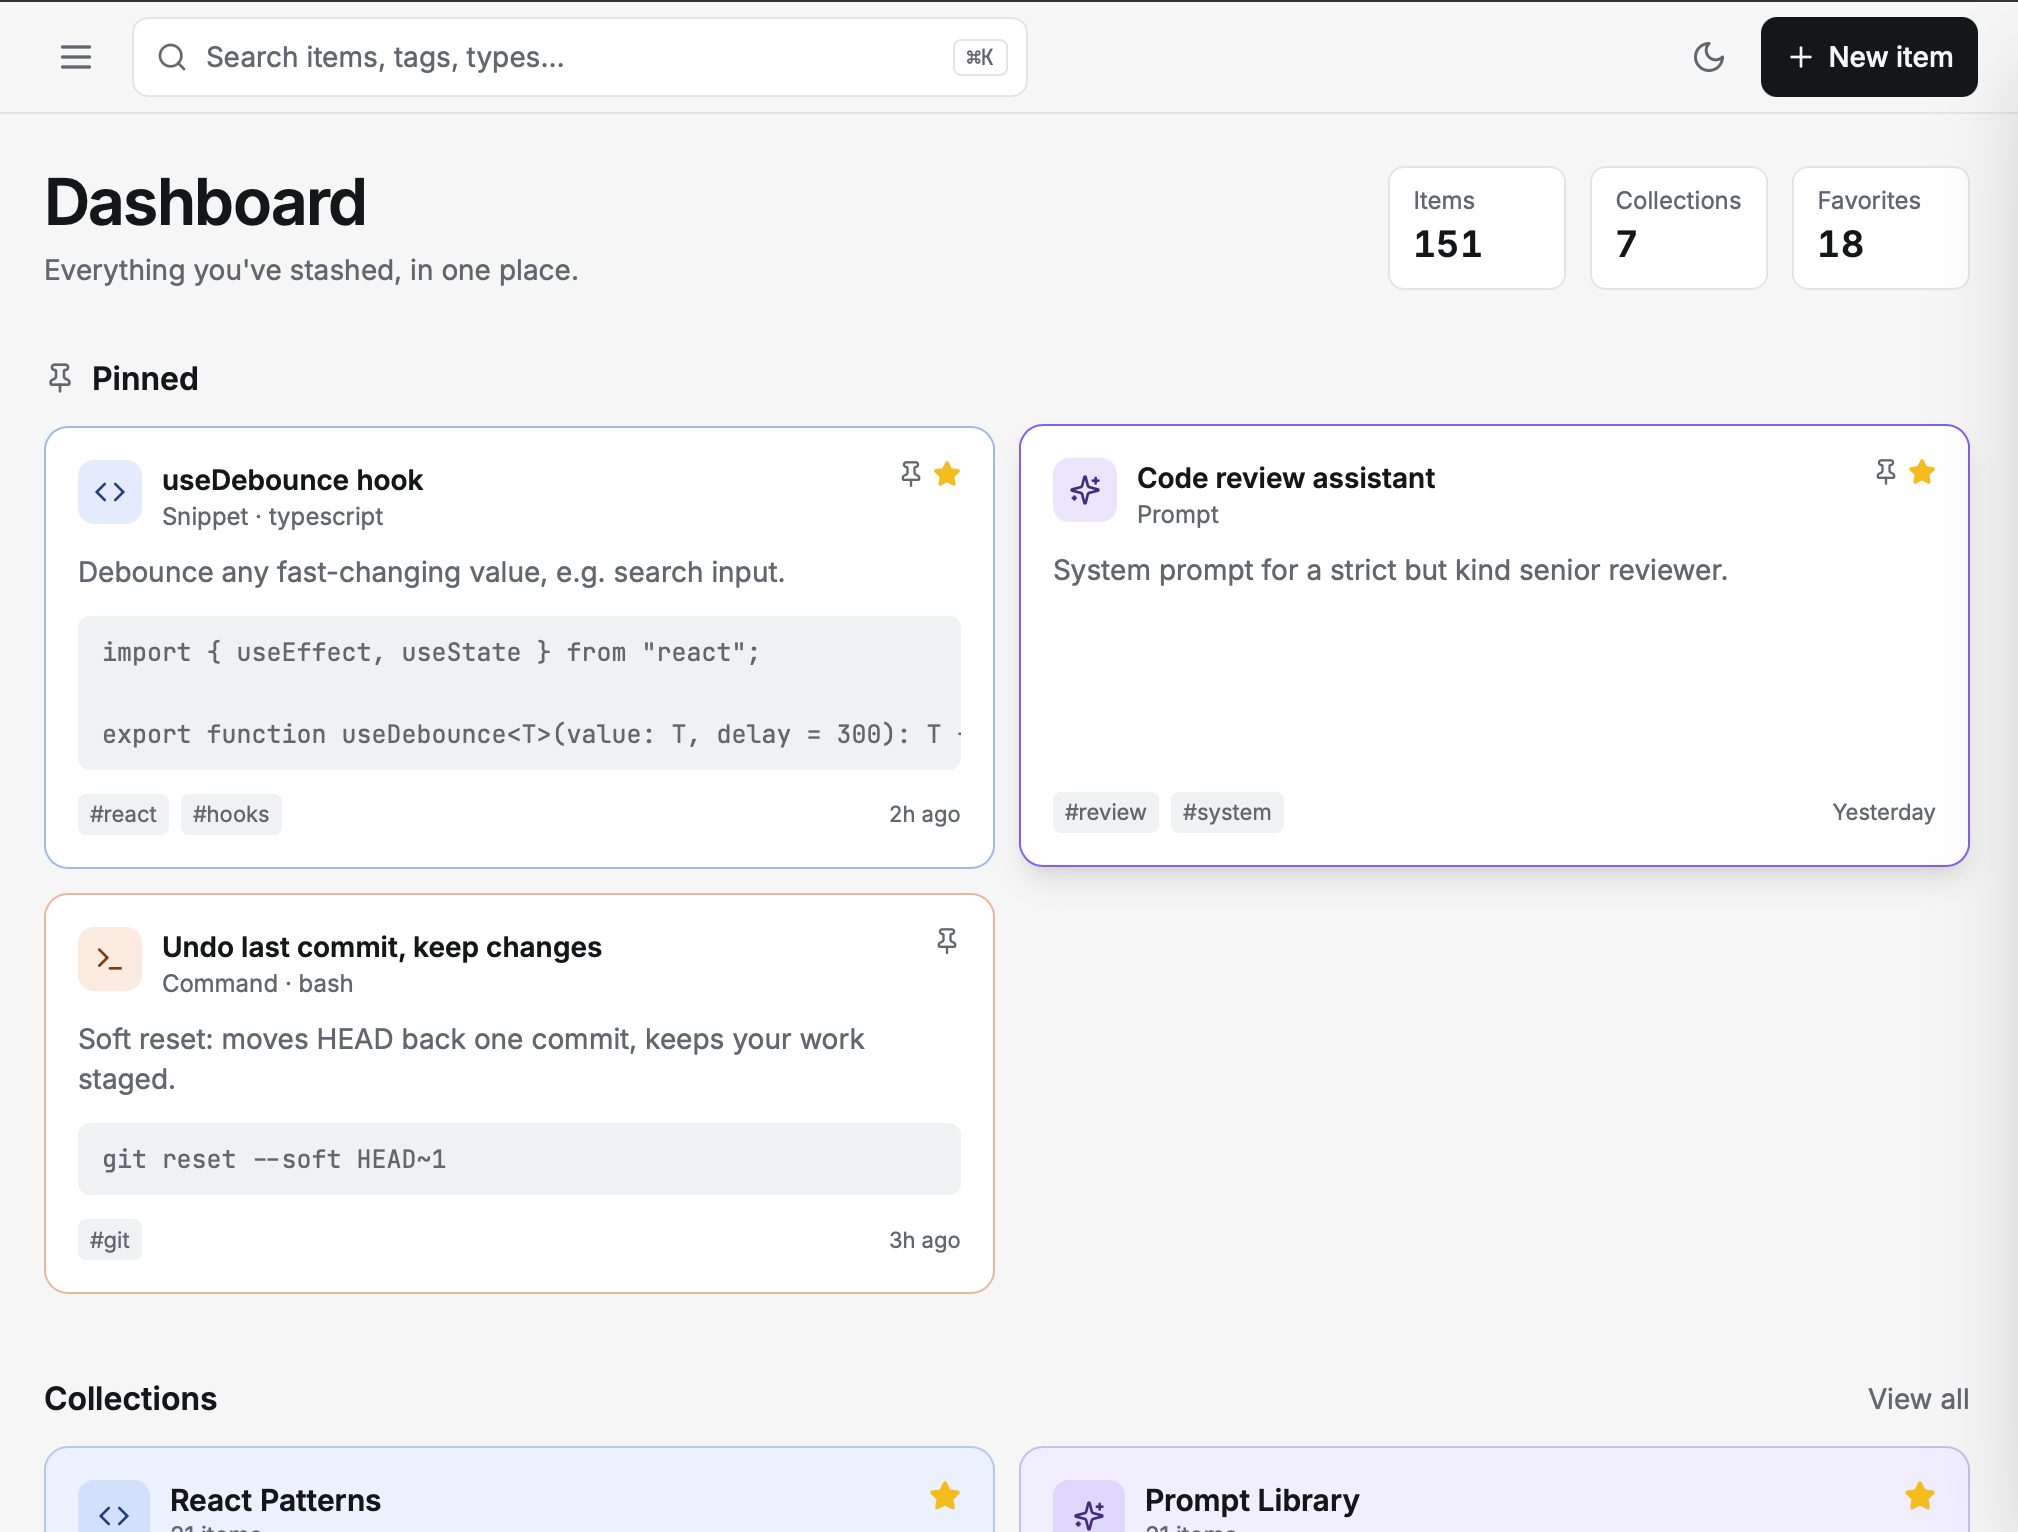 Search items, tags, types...
⌘K
New item
Dashboard
Everything you've stashed, in one place.
Items
151
Collections
7
Favorites
18
Pinned
useDebounce hook
Snippet · typescript
Debounce any fast-changing value, e.g. search input.
import { useEffect, useState } from "react";
export function useDebounce<T>(value: T, delay = 300): T
#react #hooks
2h ago
Code review assistant
Prompt
System prompt for a strict but kind senior reviewer.
#review #system
Yesterday
Undo last commit, keep changes
Command · bash
Soft reset: moves HEAD back one commit, keeps your work
staged.
git reset --soft HEAD~1
#git
3h ago
Collections
View all
React Patterns
Prompt Library